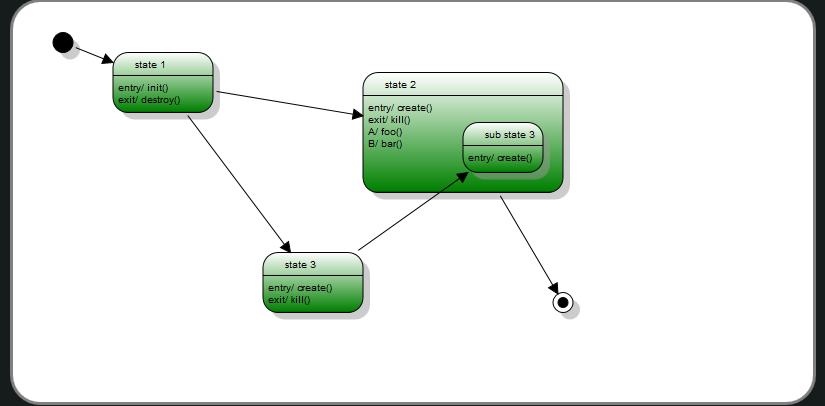 state 1
entry/ init()
exit/ destroy()
state 2
entry/ create()
exit/ kill()
A/ foo()
B/ bar()
sub state 3
entry/ create()
state 3
entry/ create()
exit/ kill()